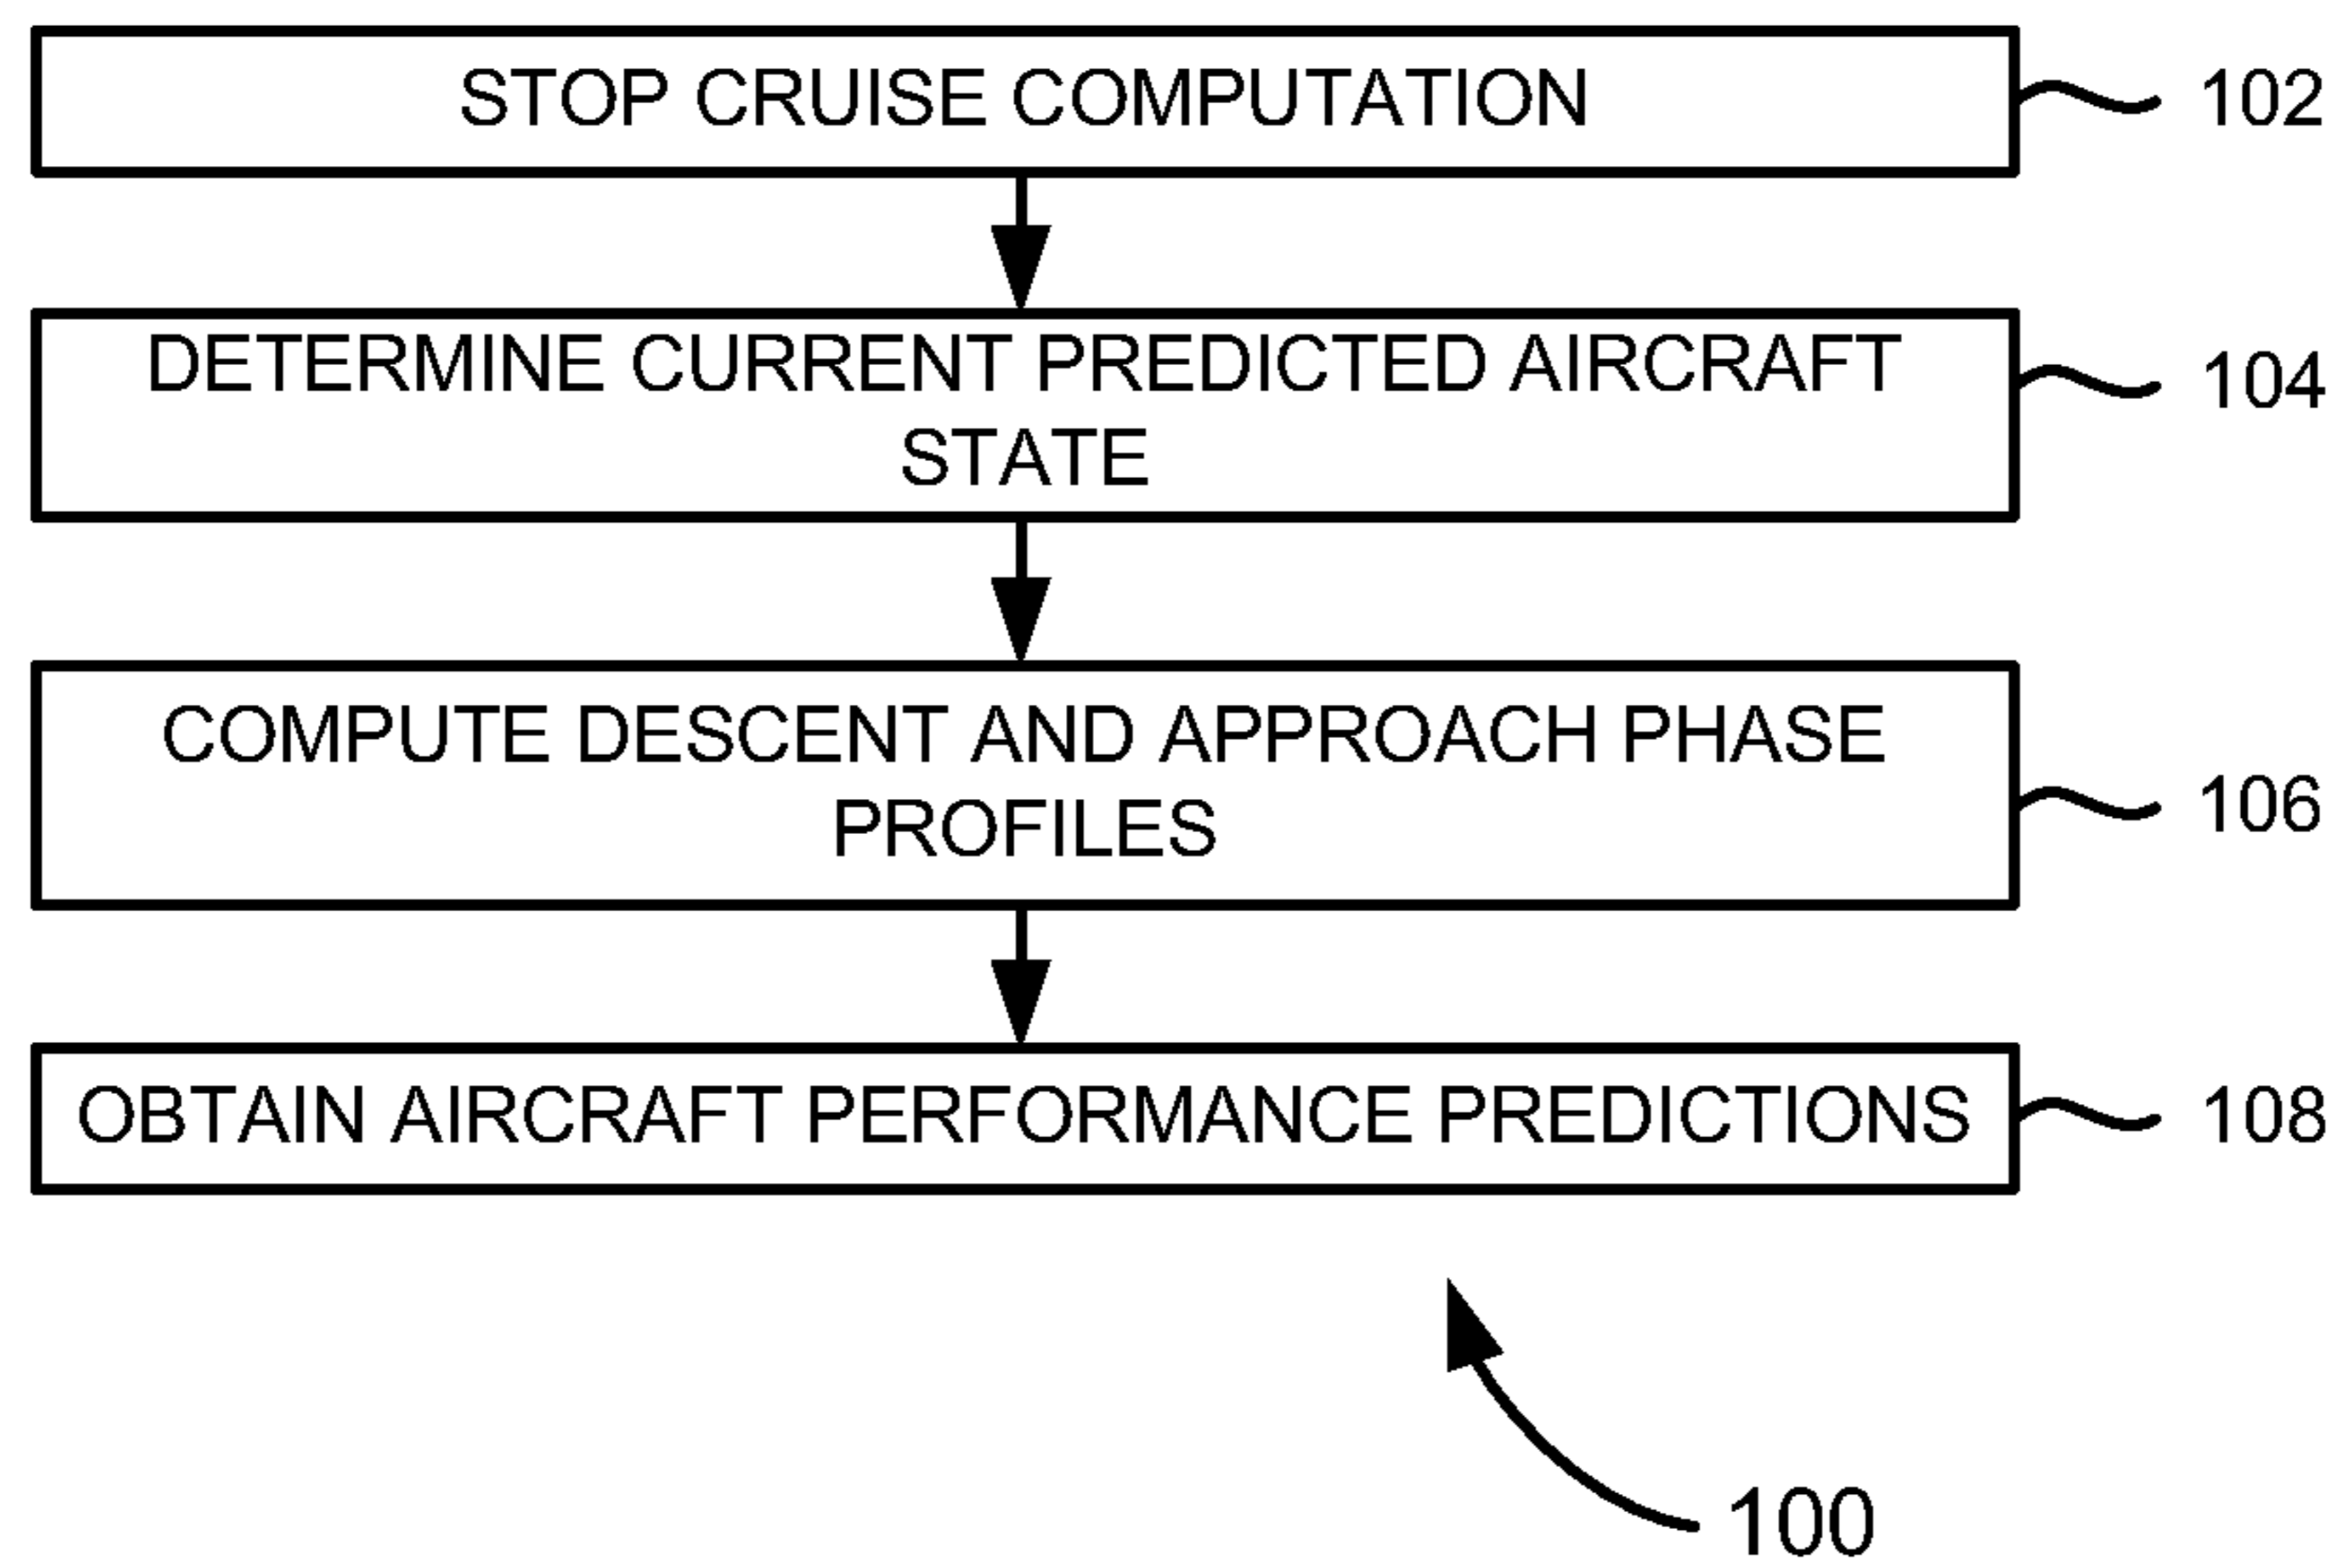 STOP CRUISE COMPUTATION
102
DETERMINE CURRENT PREDICTED AIRCRAFT
STATE
104
COMPUTE DESCENT AND APPROACH PHASE
PROFILES
106
OBTAIN AIRCRAFT PERFORMANCE PREDICTIONS
108
100